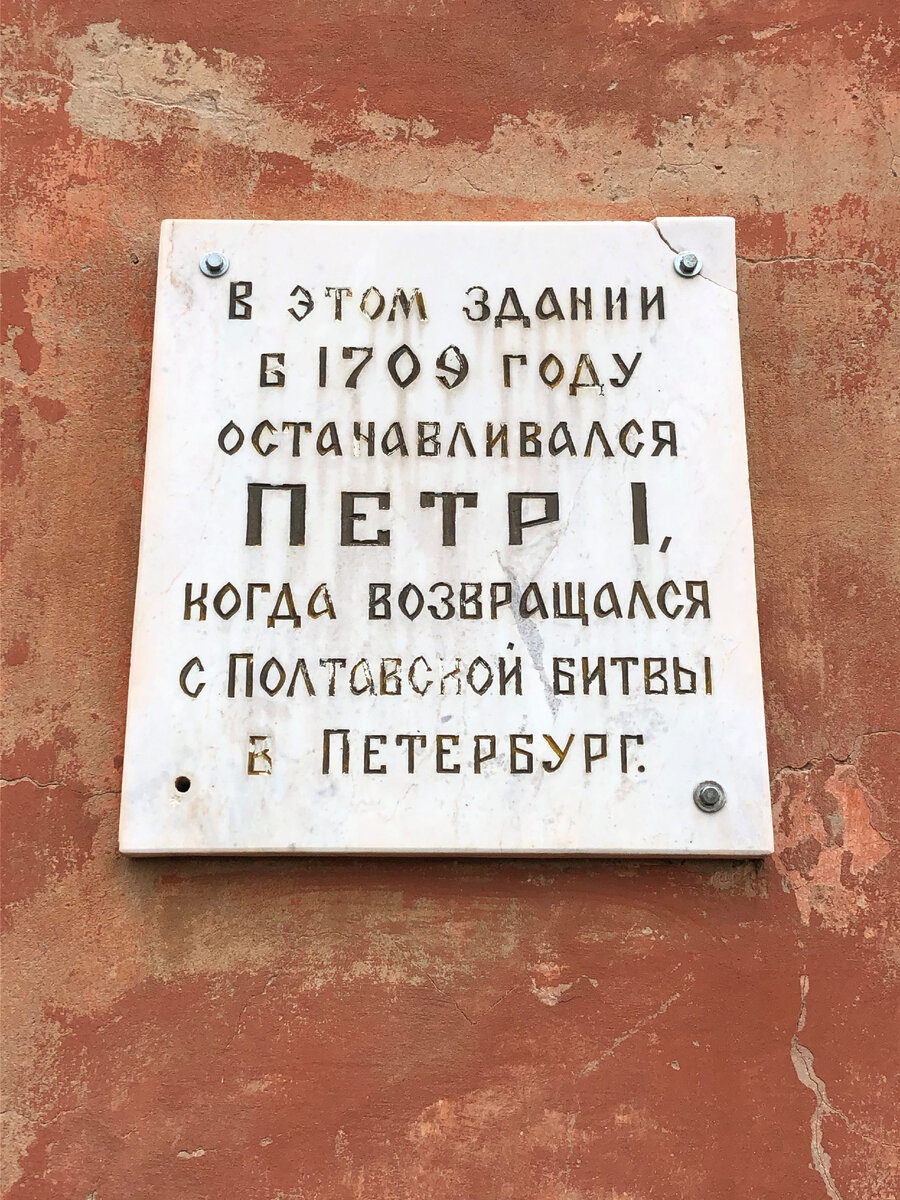 В ЭТОМ ЗДАНИИ
В 1709 ГОДУ
ОСТАНАВЛИВАЛСЯ
ПЕТР I,
КОГДА ВОЗВРАЩАЛСЯ
С ПОЛТАВСКОЙ БИТВЫ
В ПЕТЕРБУРГ.